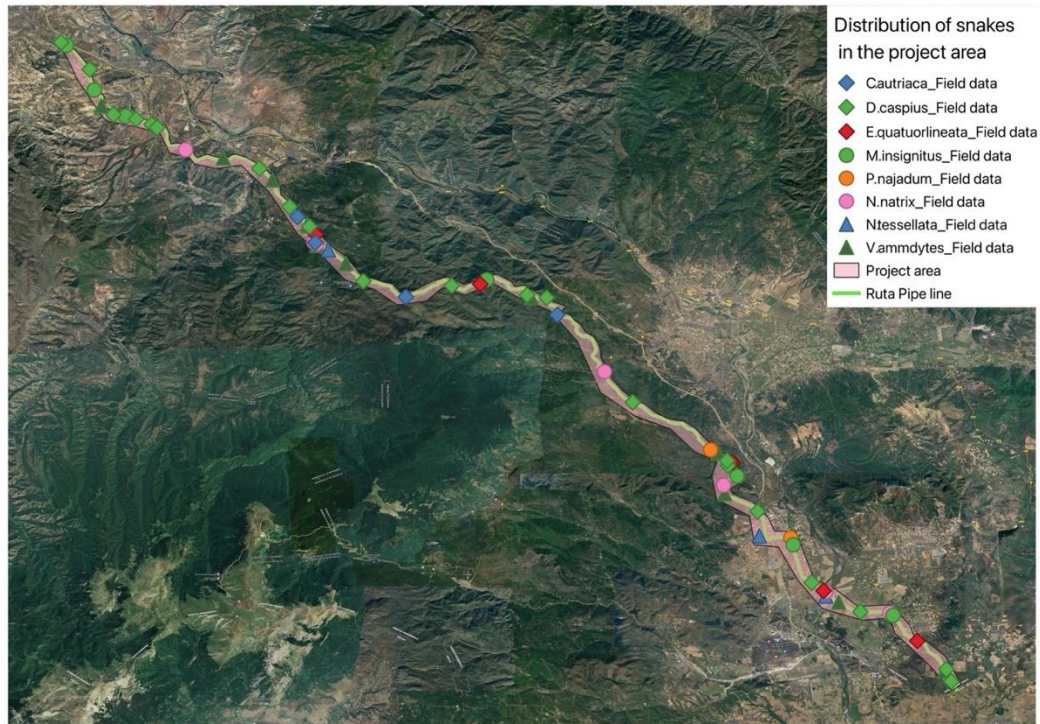 Distribution of snakes
in the project area
C.autriaca_Field data
D.caspius_Field data
E.quatuorlineata_Field data
M.insignitus_Field data
P.najadum_Field data
N.natrix_Field data
N.tessellata_Field data
V.ammdytes_Field data
Project area
Ruta Pipe line